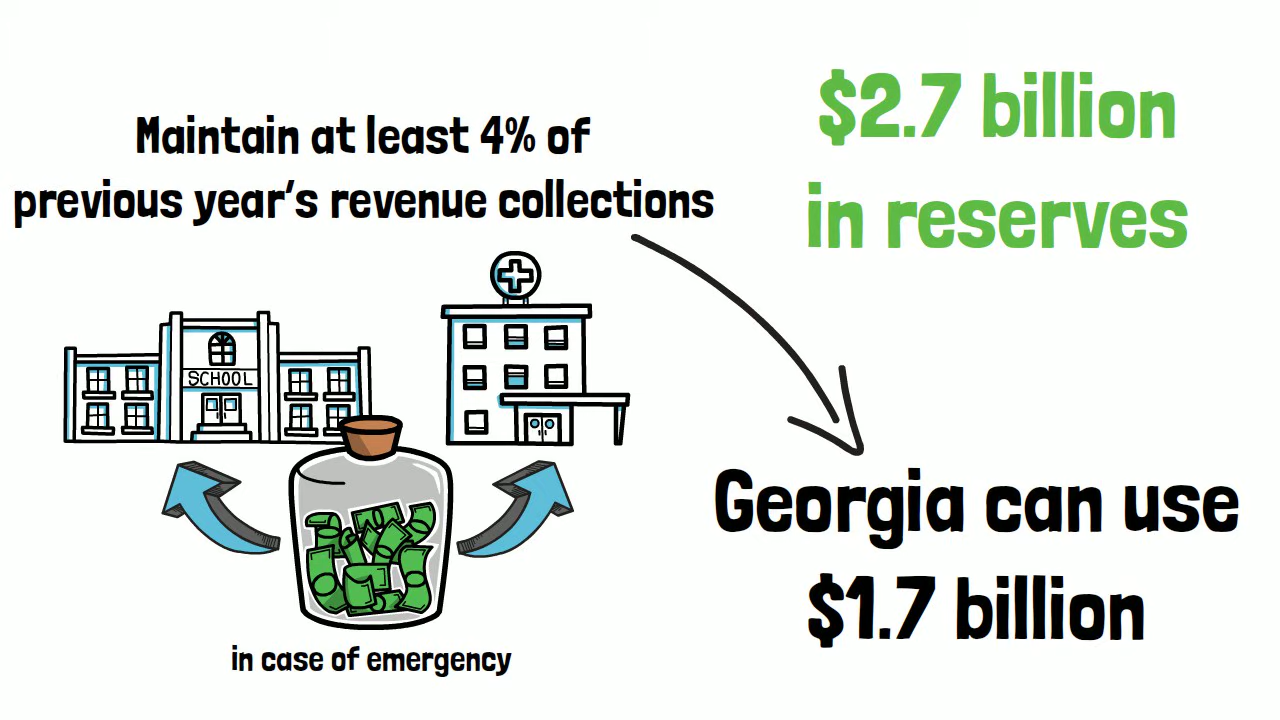 Maintain at least 4% of
previous year's revenue collections
$2.7 billion
in reserves
SCHOOL
in case of emergency
Georgia can use
$1.7 billion